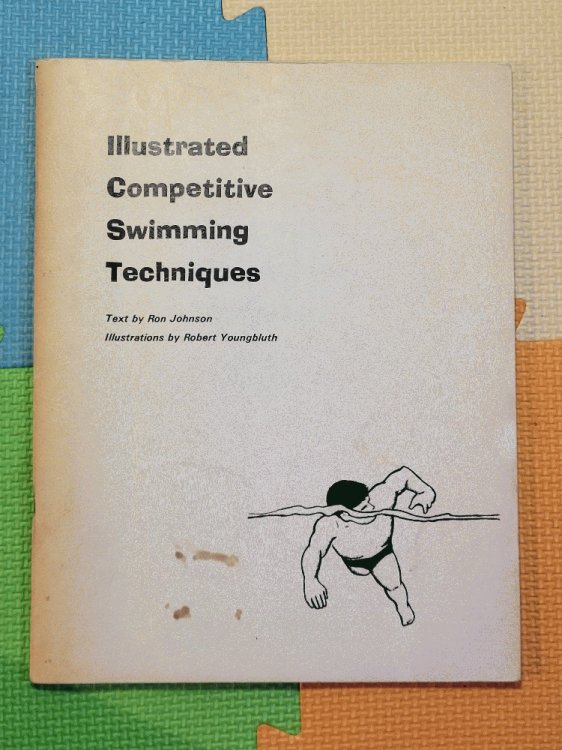 Illustrated
Competitive
Swimming
Techniques
Text by Ron Johnson
Illustrations by Robert Youngbluth